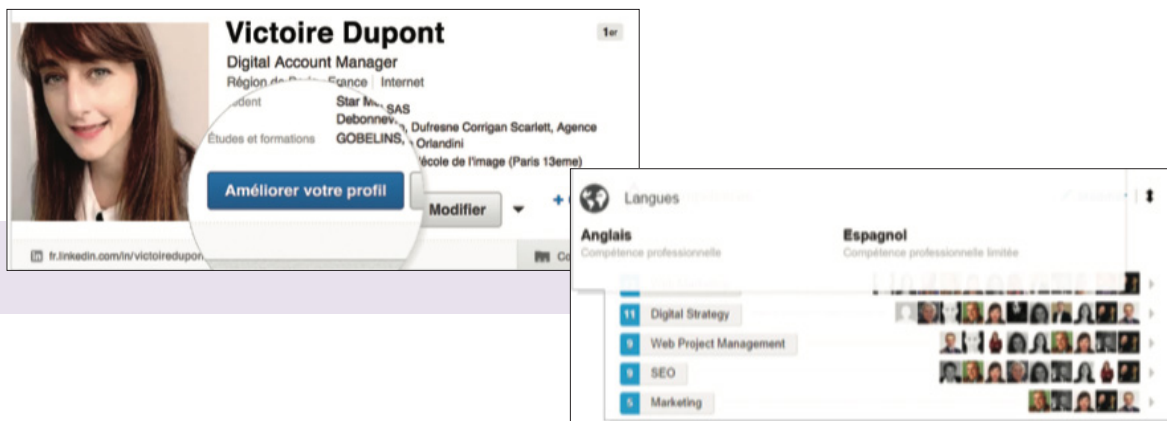 Victoire Dupont
1er
Digital Account Manager
Région de France Internet
Star
SAS
Dufresne Corrigan Scarlett, Agence
Études et formations GOBELINS, Orlandini
école de l'image (Paris 13eme)
Améliorer votre profil
Modifier
fr.linkedin.com/in/victoiredupon
Langues
Anglais
Compétence professionnelle
Espagnol
Compétence professionnelle limitée
11 Digital Strategy
9 Web Project Management
9 SEO
5 Marketing